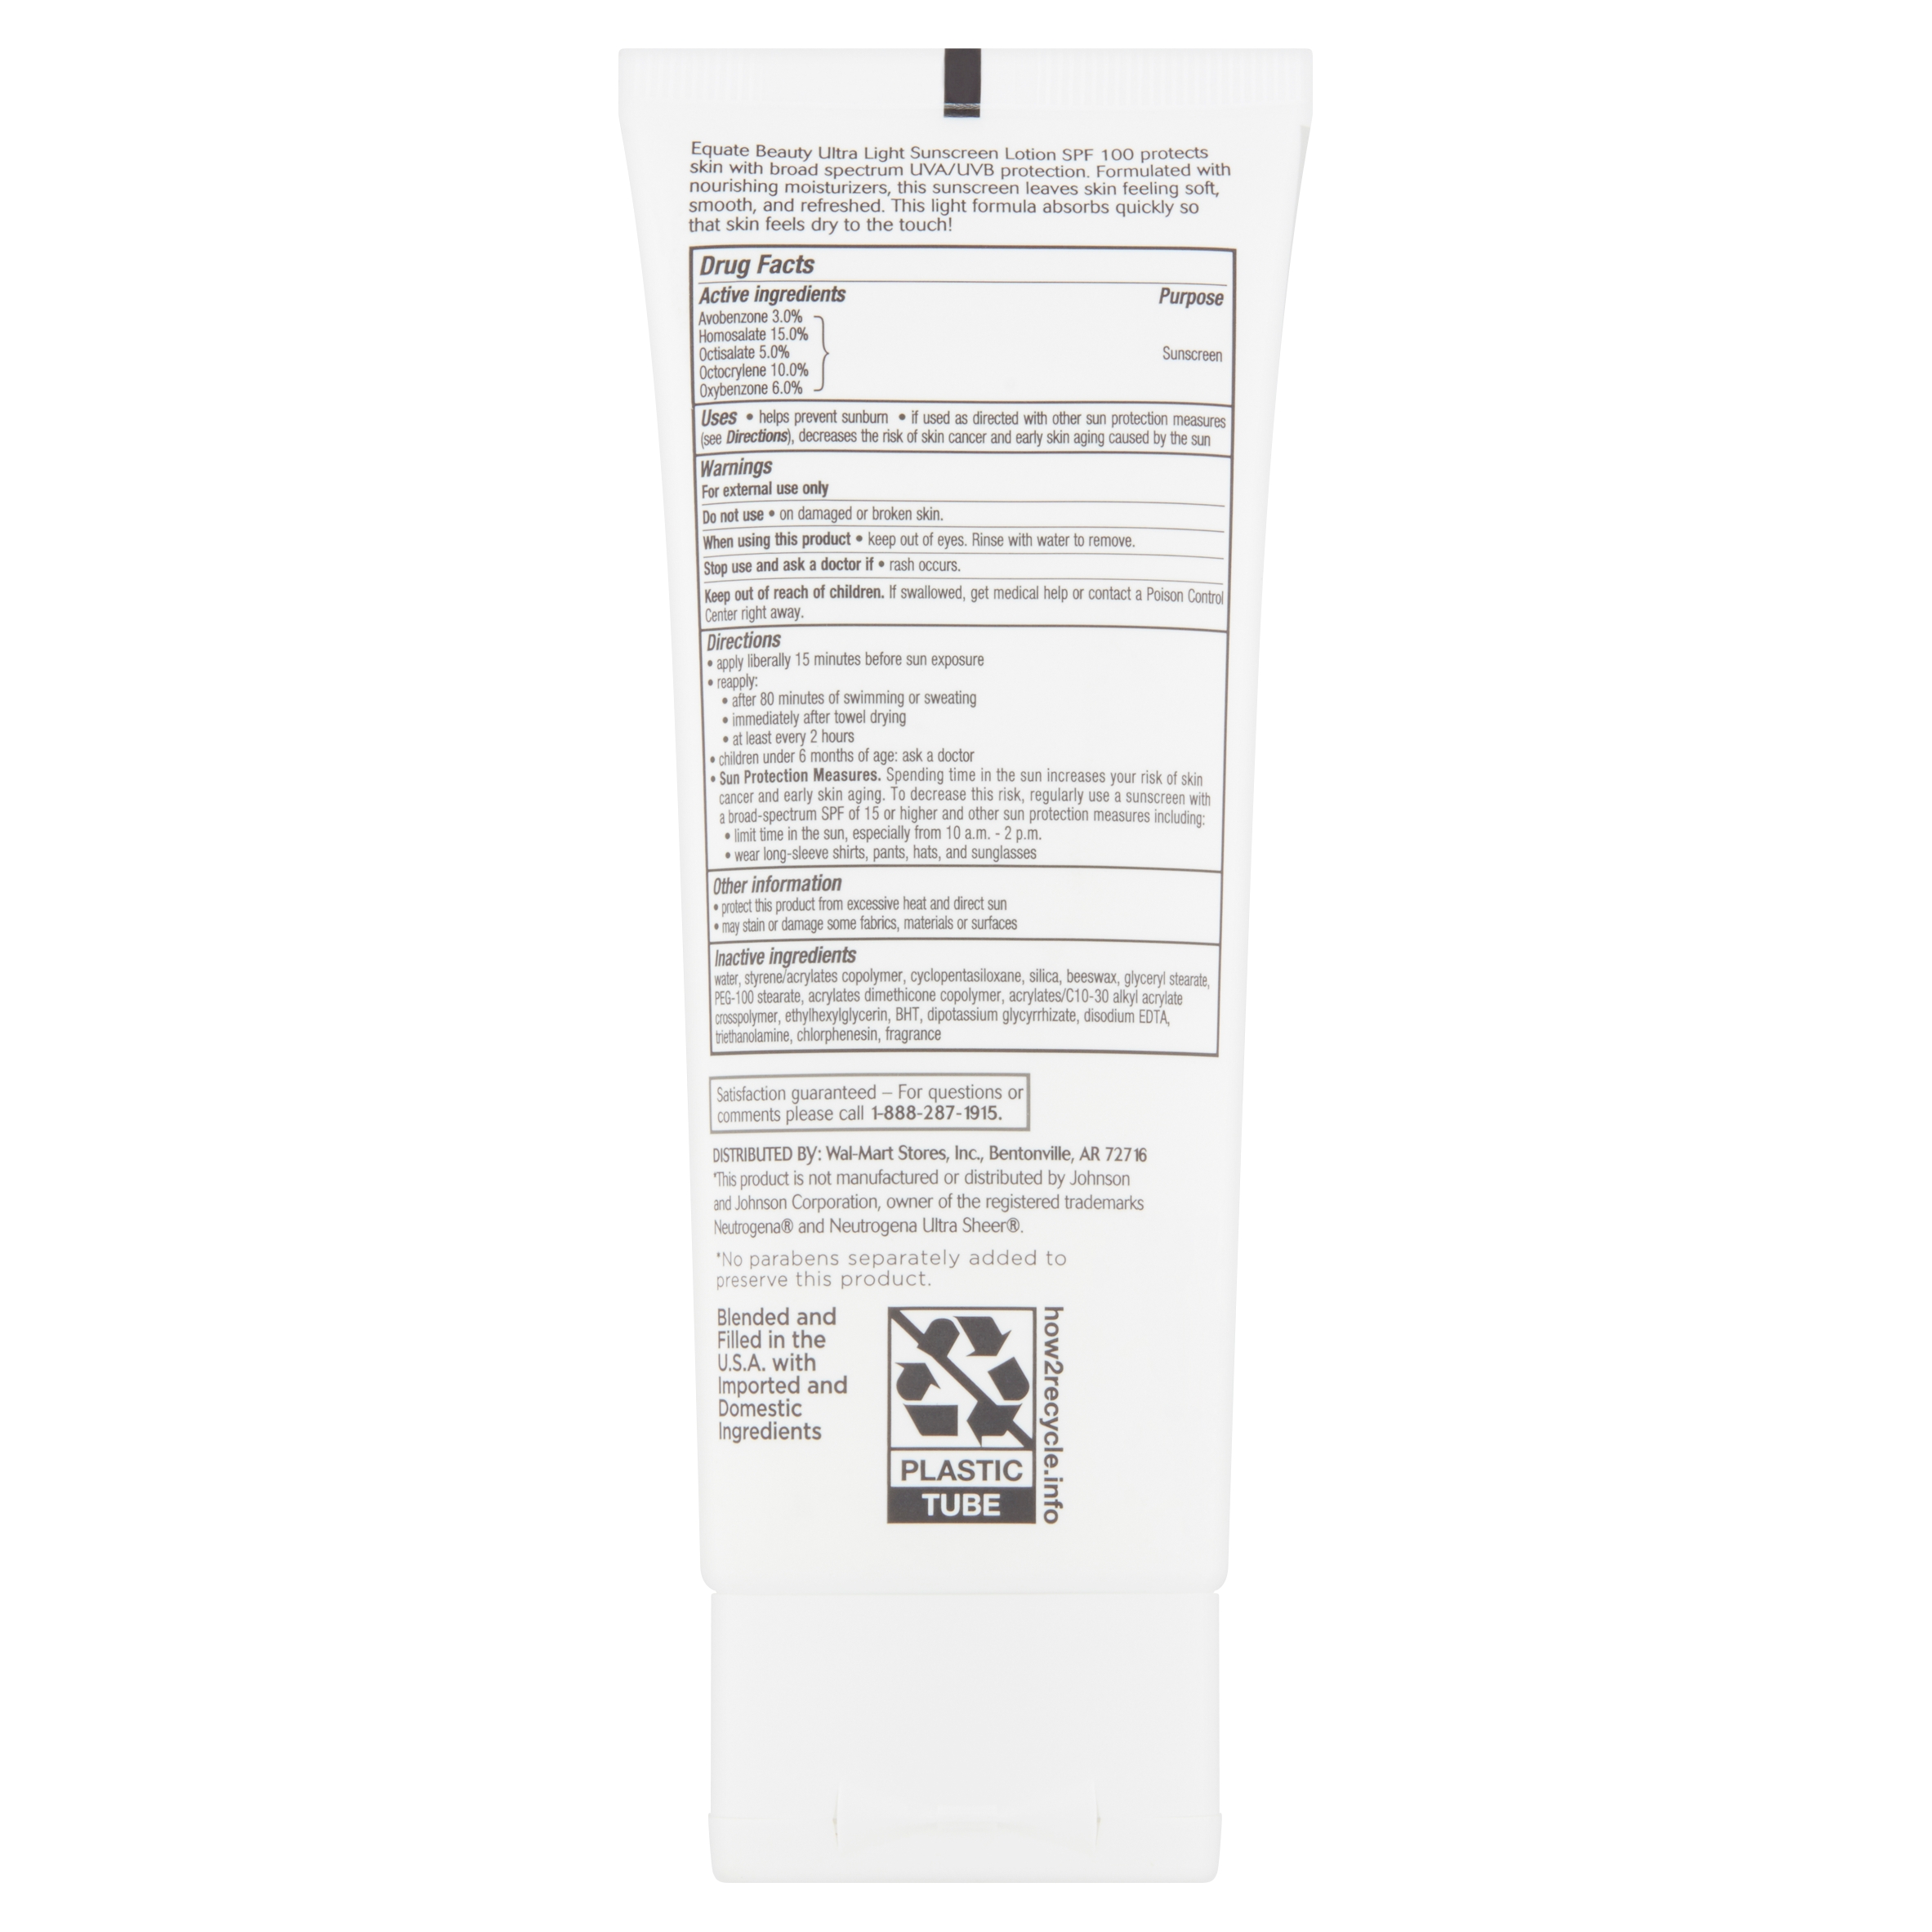 Equate Beauty Ultra Light Sunscreen Lotion SPF 100 protects
skin with broad spectrum UVA/UVB protection. Formulated with
nourishing moisturizers, this sunscreen leaves skin feeling soft,
smooth, and refreshed. This light formula absorbs quickly so
that skin feels dry to the touch!
Drug Facts
Active ingredients Purpose
Avobenzone 3.0%
Homosalate 15.0%
Octisalate 5.0% Sunscreen
Octocrylene 10.0%
Oxybenzone 6.0%
Uses • helps prevent sunburn • if used as directed with other sun protection measures
(see Directions), decreases the risk of skin cancer and early skin aging caused by the sun
Warnings
For external use only
Do not use • on damaged or broken skin.
When using this product • keep out of eyes. Rinse with water to remove.
Stop use and ask a doctor if • rash occurs.
Keep out of reach of children. If swallowed, get medical help or contact a Poison Control
Center right away.
Directions
• apply liberally 15 minutes before sun exposure
• reapply:
• after 80 minutes of swimming or sweating
• immediately after towel drying
• at least every 2 hours
• children under 6 months of age: ask a doctor
• Sun Protection Measures. Spending time in the sun increases your risk of skin
cancer and early skin aging. To decrease this risk, regularly use a sunscreen with
a broad-spectrum SPF of 15 or higher and other sun protection measures including:
• limit time in the sun, especially from 10 a.m. - 2 p.m.
• wear long-sleeve shirts, pants, hats, and sunglasses
Other information
• protect this product from excessive heat and direct sun
• may stain or damage some fabrics, materials or surfaces
Inactive ingredients
water, styrene/acrylates copolymer, cyclopentasiloxane, silica, beeswax, glyceryl stearate,
PEG-100 stearate, acrylates dimethicone copolymer, acrylates/C10-30 alkyl acrylate
crosspolymer, ethylhexylglycerin, BHT, dipotassium glycyrrhizate, disodium EDTA,
triethanolamine, chlorphenesin, fragrance
Satisfaction guaranteed – For questions or
comments please call 1-888-287-1915.
DISTRIBUTED BY: Wal-Mart Stores, Inc., Bentonville, AR 72716
*This product is not manufactured or distributed by Johnson
and Johnson Corporation, owner of the registered trademarks
Neutrogena® and Neutrogena Ultra Sheer®.
*No parabens separately added to
preserve this product.
Blended and
Filled in the
U.S.A. with
Imported and
Domestic
Ingredients
PLASTIC
TUBE
how2recycle.info